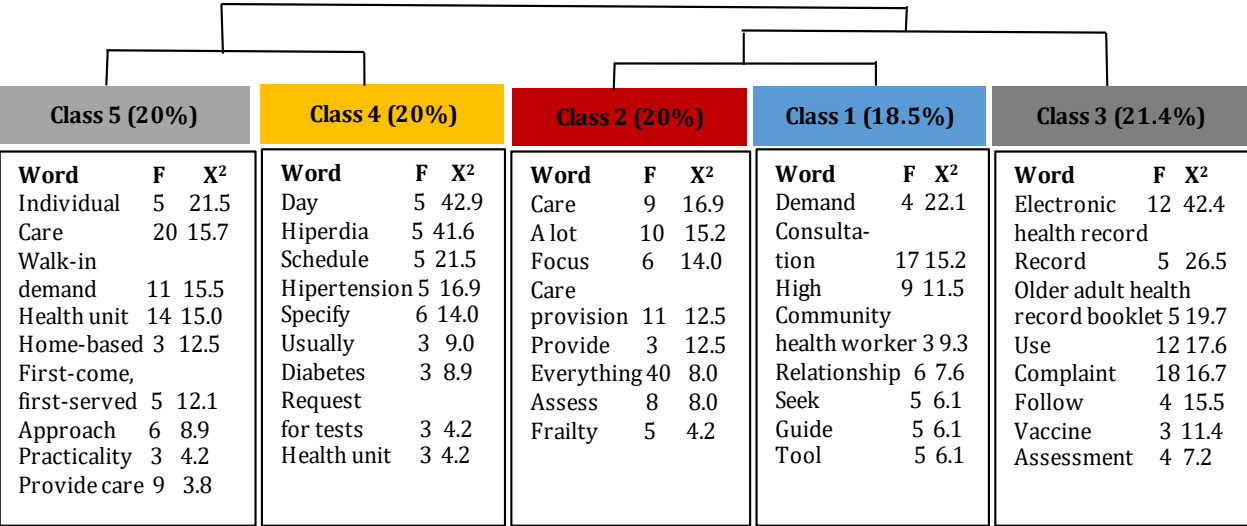 Class 5 (20%)
Word F X²
Individual 5 21.5
Care 20 15.7
Walk-in
demand 11 15.5
Health unit 14 15.0
Home-based 3 12.5
First-come,
first-served 5 12.1
Approach 6 8.9
Practicality 3 4.2
Provide care 9 3.8
Class 4 (20%)
Word F X²
Day 5 42.9
Hiperdia 5 41.6
Schedule 5 21.5
Hipertension 5 16.9
Specify 6 14.0
Usually 3 9.0
Diabetes 3 8.9
Request
for tests 3 4.2
Health unit 3 4.2
Class 2 (20%)
Word F X²
Care 9 16.9
A lot 10 15.2
Focus 6 14.0
Care
provision 11 12.5
Provide 3 12.5
Everything 40 8.0
Assess 8 8.0
Frailty 5 4.2
Class 1 (18.5%)
Word F X²
Demand 4 22.1
Consulta-
tion 17 15.2
High 9 11.5
Community
health worker 3 9.3
Relationship 6 7.6
Seek 5 6.1
Guide 5 6.1
Tool 5 6.1
Class 3 (21.4%)
Word F X²
Electronic 12 42.4
health record
Record 5 26.5
Older adult health
record booklet 5 19.7
Use 12 17.6
Complaint 18 16.7
Follow 4 15.5
Vaccine 3 11.4
Assessment 4 7.2